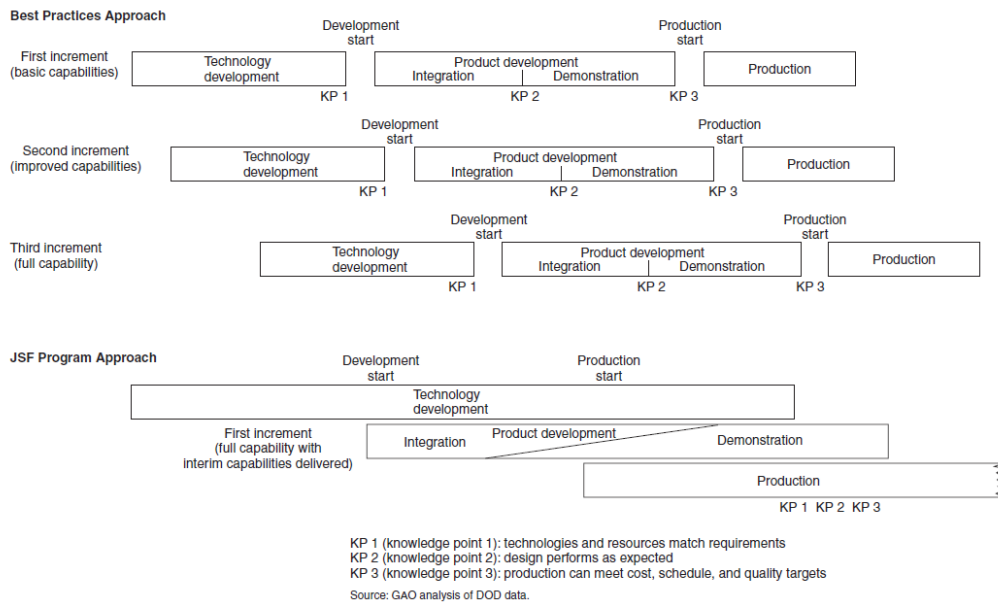 Best Practices Approach
Development
start
Production
start
First increment
(basic capabilities)
Technology
development
Product development
Integration
Demonstration
Production
KP 1
KP 2
KP 3
Development
start
Production
start
Second increment
(improved capabilities)
Technology
development
Product development
Integration
Demonstration
Production
KP 1
KP 2
KP 3
Development
start
Production
start
Third increment
(full capability)
Technology
development
Product development
Integration
Demonstration
Production
KP 1
KP 2
KP 3
JSF Program Approach
Development
start
Production
start
Technology
development
First increment
(full capability with
interim capabilities delivered)
Integration
Product development
Demonstration
Production
KP 1 KP 2 KP 3
KP 1 (knowledge point 1): technologies and resources match requirements
KP 2 (knowledge point 2): design performs as expected
KP 3 (knowledge point 3): production can meet cost, schedule, and quality targets
Source: GAO analysis of DOD data.